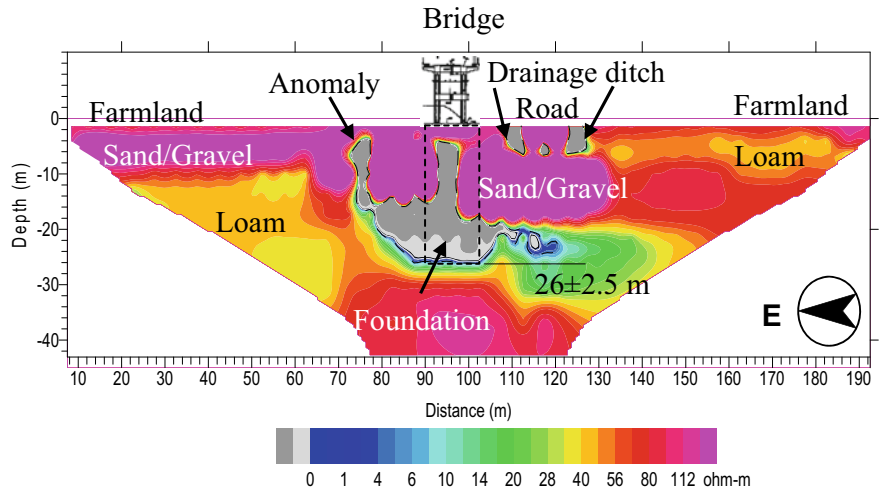 Bridge
Anomaly
Drainage ditch
Farmland
Road
Farmland
Sand/Gravel
Loam
Sand/Gravel
Loam
26±2.5 m
Foundation
E
Depth (m)
0
-10
-20
-30
-40
10 20 30 40 50 60 70 80 90 100 110 120 130 140 150 160 170 180 190
Distance (m)
0 1 4 6 10 14 20 28 40 56 80 112 ohm-m